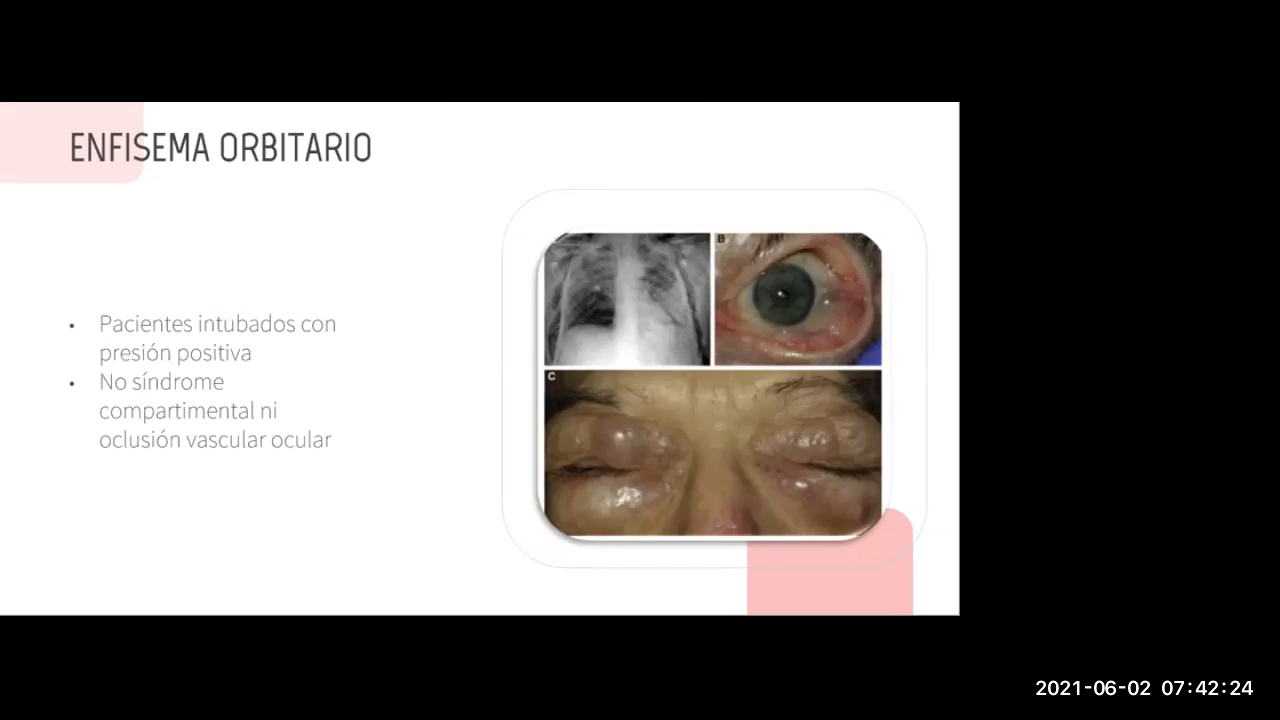 ENFISEMA ORBITARIO
• Pacientes intubados con
presión positiva
• No síndrome
compartimental ni
oclusión vascular ocular
B
C
2021-06-02 07:42:24